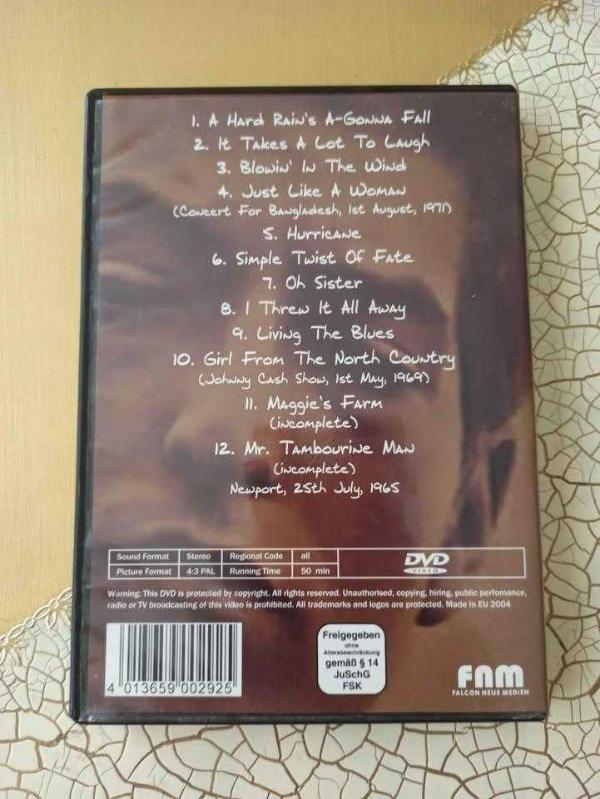 1. A Hard Rain's A-Gonna Fall
2. It Takes A Lot To Laugh
3. Blowin' In The Wind
4. Just Like A Woman
(Concert For Bangladesh, 1st August, 1971)
5. Hurricane
6. Simple Twist Of Fate
7. Oh Sister
8. I Threw It All Away
9. Living The Blues
10. Girl From The North Country
(Johnny Cash Show, 1st May, 1969)
11. Maggie's Farm
(incomplete)
12. Mr. Tambourine Man
(incomplete)
Newport, 25th July, 1965
Sound Format Stereo Regional Code all
Picture Format 4:3 PAL Running Time 50 min
DVD
VIDEO
Warning: This DVD is protected by copyright. All rights reserved. Unauthorised, copying, hiring, public perfomance,
radio or TV broadcasting of this video is prohibited. All trademarks and logos are protected. Made in EU 2004
4 013659 002925
Freigegeben
ohne
Altersbeschränkung
gemäß § 14
JuSchG
FSK
FNM
FALCON NEUE MEDIEN